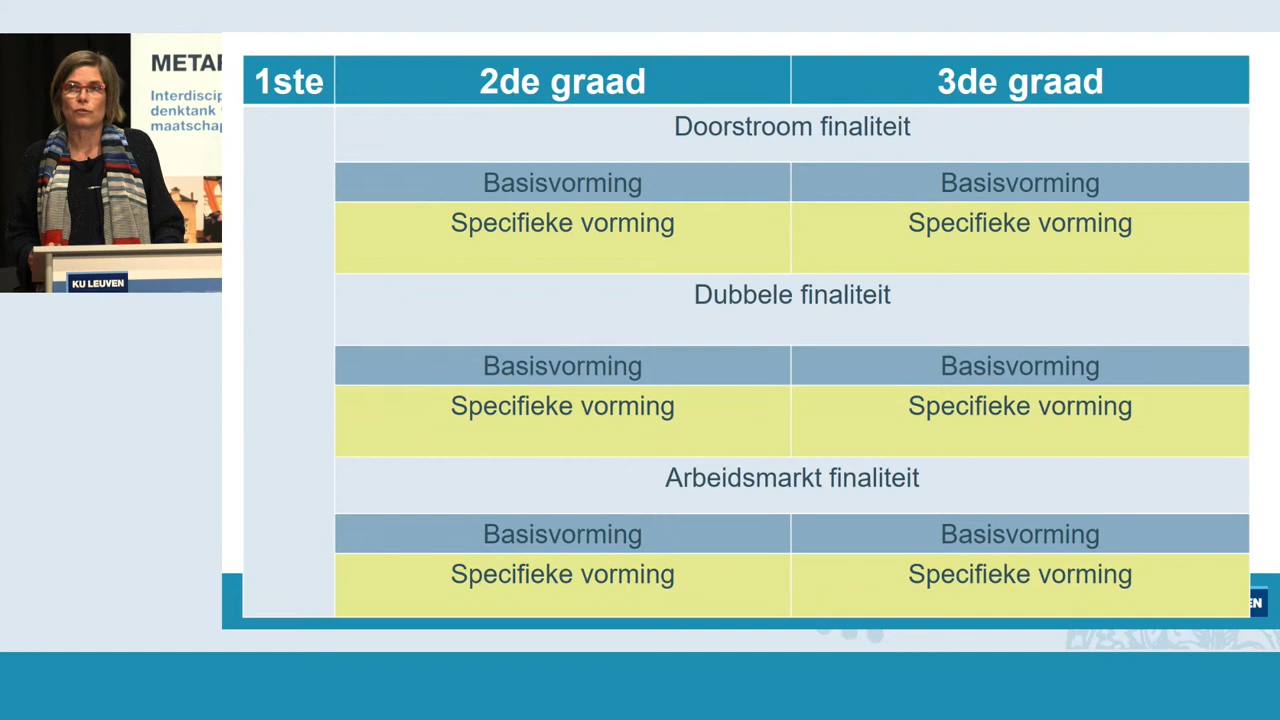 METAF
Interdiscip
denktank
maatschap
KU LEUVEN
1ste 2de graad 3de graad
Doorstroom finaliteit
Basisvorming Basisvorming
Specifieke vorming Specifieke vorming
Dubbele finaliteit
Basisvorming Basisvorming
Specifieke vorming Specifieke vorming
Arbeidsmarkt finaliteit
Basisvorming Basisvorming
Specifieke vorming Specifieke vorming
EN